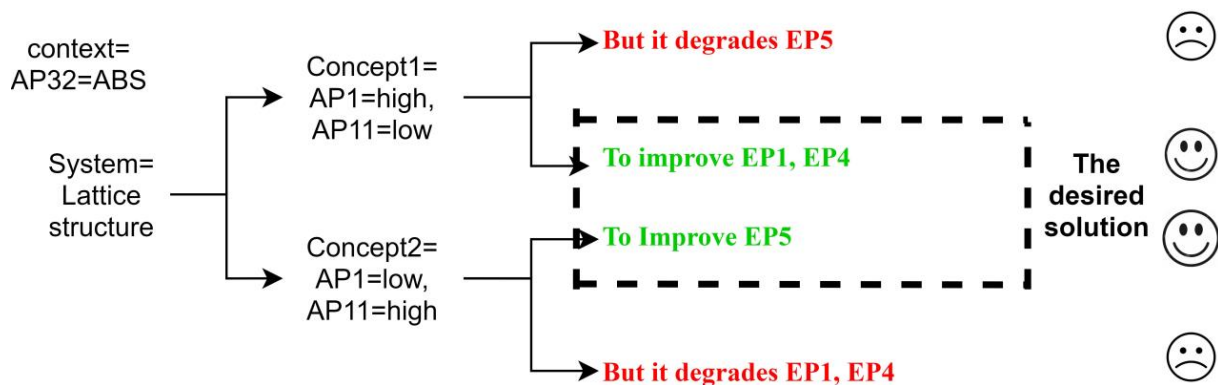 context=
AP32=ABS
System=
Lattice
structure
Concept1=
AP1=high,
AP11=low
Concept2=
AP1=low,
AP11=high
But it degrades EP5
To improve EP1, EP4
To Improve EP5
But it degrades EP1, EP4
The
desired
solution